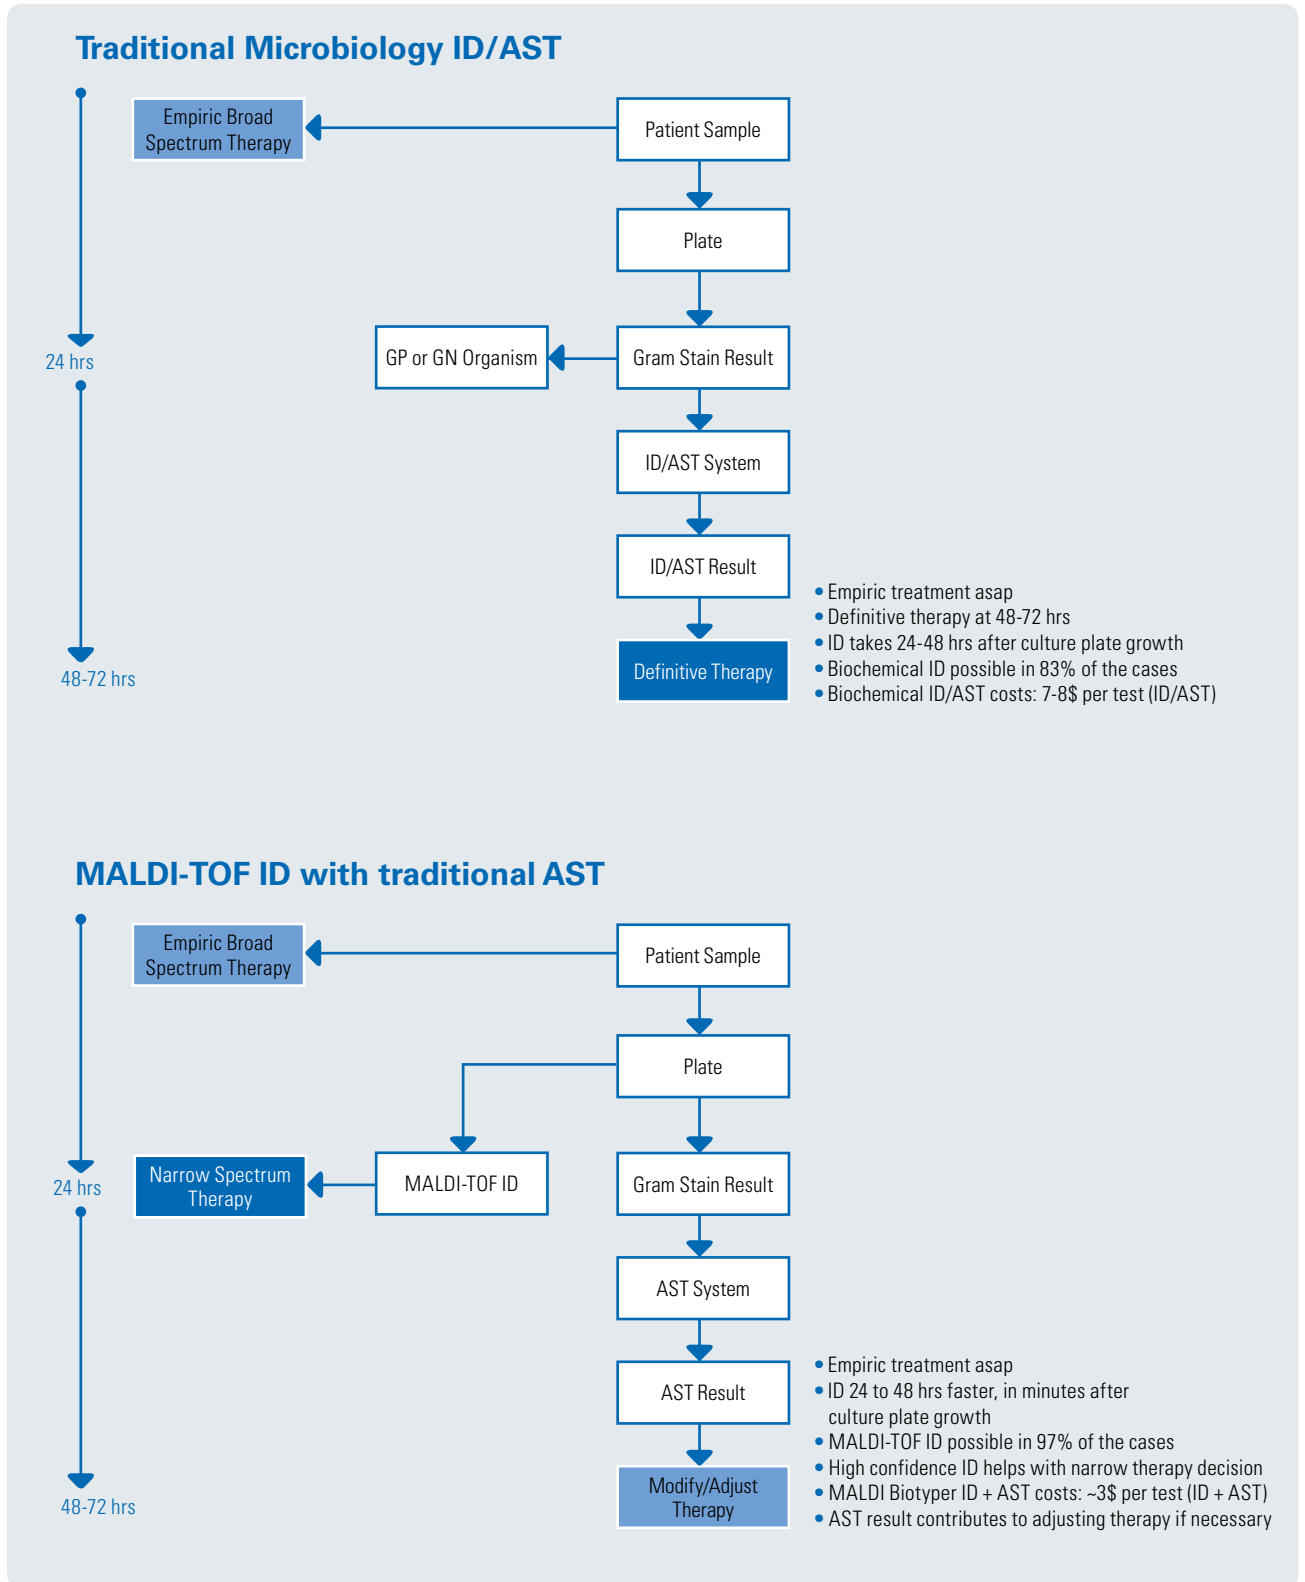 Traditional Microbiology ID/AST
Empiric Broad
Spectrum Therapy
Patient Sample
Plate
24 hrs
GP or GN Organism
Gram Stain Result
ID/AST System
ID/AST Result
Definitive Therapy
48-72 hrs
• Empiric treatment asap
• Definitive therapy at 48-72 hrs
• ID takes 24-48 hrs after culture plate growth
• Biochemical ID possible in 83% of the cases
• Biochemical ID/AST costs: 7-8$ per test (ID/AST)
MALDI-TOF ID with traditional AST
Empiric Broad
Spectrum Therapy
Patient Sample
Plate
24 hrs
Narrow Spectrum
Therapy
MALDI-TOF ID
Gram Stain Result
AST System
AST Result
Modify/Adjust
Therapy
48-72 hrs
• Empiric treatment asap
• ID 24 to 48 hrs faster, in minutes after
culture plate growth
• MALDI-TOF ID possible in 97% of the cases
• High confidence ID helps with narrow therapy decision
• MALDI Biotyper ID + AST costs: ~3$ per test (ID + AST)
• AST result contributes to adjusting therapy if necessary